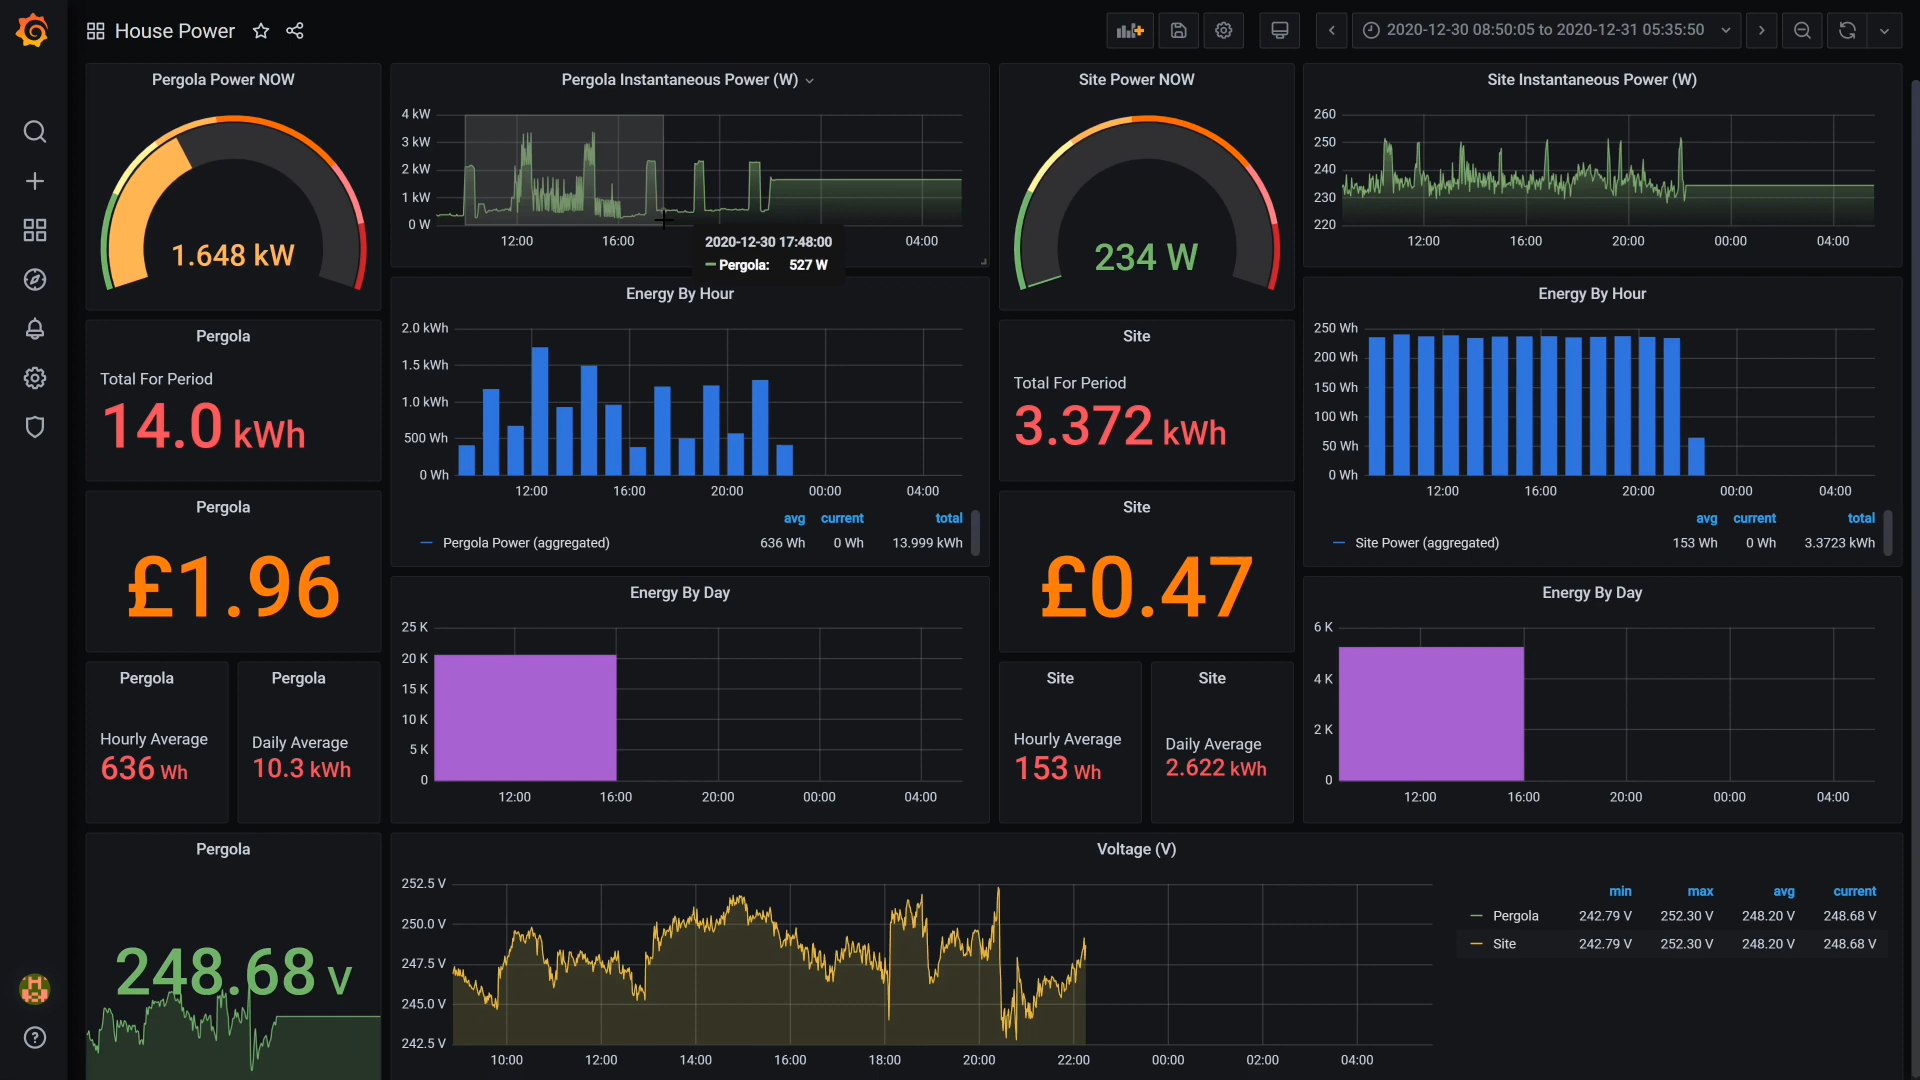 House Power
2020-12-30 08:50:05 to 2020-12-31 05:35:50
Pergola Power NOW
1.648 kW
Pergola Instantaneous Power (W)
4 kW
3 kW
2 kW
1 kW
0 W
12:00 16:00 04:00
2020-12-30 17:48:00
Pergola: 527 W
Site Power NOW
234 W
Site Instantaneous Power (W)
260
250
240
230
220
12:00 16:00 20:00 00:00 04:00
Pergola
Total For Period
14.0 kWh
Energy By Hour
2.0 kWh
1.5 kWh
1.0 kWh
500 Wh
0 Wh
12:00 16:00 20:00 00:00 04:00
avg current total
Pergola Power (aggregated) 636 Wh 0 Wh 13.999 kWh
Site
Total For Period
3.372 kWh
Energy By Hour
250 Wh
200 Wh
150 Wh
100 Wh
50 Wh
0 Wh
12:00 16:00 20:00 00:00 04:00
avg current total
Site Power (aggregated) 153 Wh 0 Wh 3.3723 kWh
Pergola
£1.96
Energy By Day
25 K
20 K
15 K
10 K
5 K
0
12:00 16:00 20:00 00:00 04:00
Site
£0.47
Energy By Day
6 K
4 K
2 K
0
12:00 16:00 20:00 00:00 04:00
Pergola
Hourly Average
636 Wh
Pergola
Daily Average
10.3 kWh
Site
Hourly Average
153 Wh
Site
Daily Average
2.622 kWh
Pergola
248.68 V
Voltage (V)
252.5 V
250.0 V
247.5 V
245.0 V
242.5 V
10:00 12:00 14:00 16:00 18:00 20:00 22:00 00:00 02:00 04:00
min max avg current
Pergola 242.79 V 252.30 V 248.20 V 248.68 V
Site 242.79 V 252.30 V 248.20 V 248.68 V